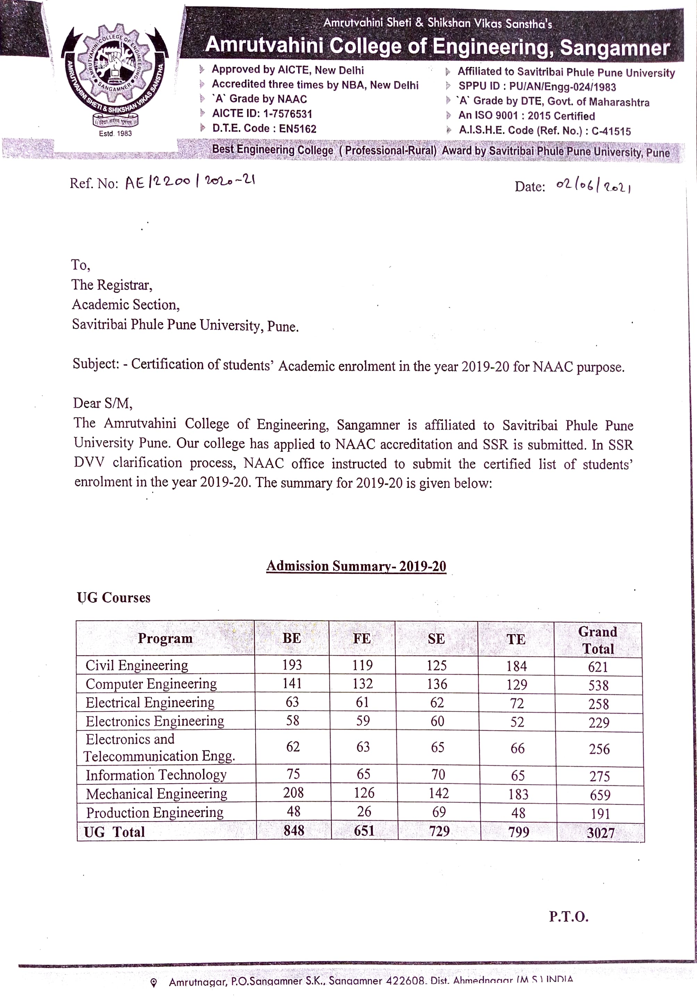 Amrutvahini Sheti & Shikshan Vikas Sanstha's
Amrutvahini College of Engineering, Sangamner
AMRUTVAHINI COLLEGE OF ENGINEERING
SANGAMNER
AMRUTVAHINI SHETI & SHIKSHAN VIKAS SANSTHA
Estd. 1983
Approved by AICTE, New Delhi
Accredited three times by NBA, New Delhi
`A` Grade by NAAC
AICTE ID: 1-7576531
D.T.E. Code : EN5162
Affiliated to Savitribai Phule Pune University
SPPU ID : PU/AN/Engg-024/1983
`A` Grade by DTE, Govt. of Maharashtra
An ISO 9001 : 2015 Certified
A.I.S.H.E. Code (Ref. No.) : C-41515
Best Engineering College ( Professional-Rural) Award by Savitribai Phule Pune University, Pune
Ref. No: AE/2200/2020-21
Date: 02/06/2021
To,
The Registrar,
Academic Section,
Savitribai Phule Pune University, Pune.
Subject: - Certification of students’ Academic enrolment in the year 2019-20 for NAAC purpose.
Dear S/M,
The Amrutvahini College of Engineering, Sangamner is affiliated to Savitribai Phule Pune
University Pune. Our college has applied to NAAC accreditation and SSR is submitted. In SSR
DVV clarification process, NAAC office instructed to submit the certified list of students’
enrolment in the year 2019-20. The summary for 2019-20 is given below:
Admission Summary- 2019-20
UG Courses
Program BE FE SE TE Grand Total
Civil Engineering 193 119 125 184 621
Computer Engineering 141 132 136 129 538
Electrical Engineering 63 61 62 72 258
Electronics Engineering 58 59 60 52 229
Electronics and
Telecommunication Engg. 62 63 65 66 256
Information Technology 75 65 70 65 275
Mechanical Engineering 208 126 142 183 659
Production Engineering 48 26 69 48 191
UG Total 848 651 729 799 3027
P.T.O.
Amrutnagar, P.O.Sangamner S.K., Sangamner 422608. Dist. Ahmednagar (M S ) INDIA